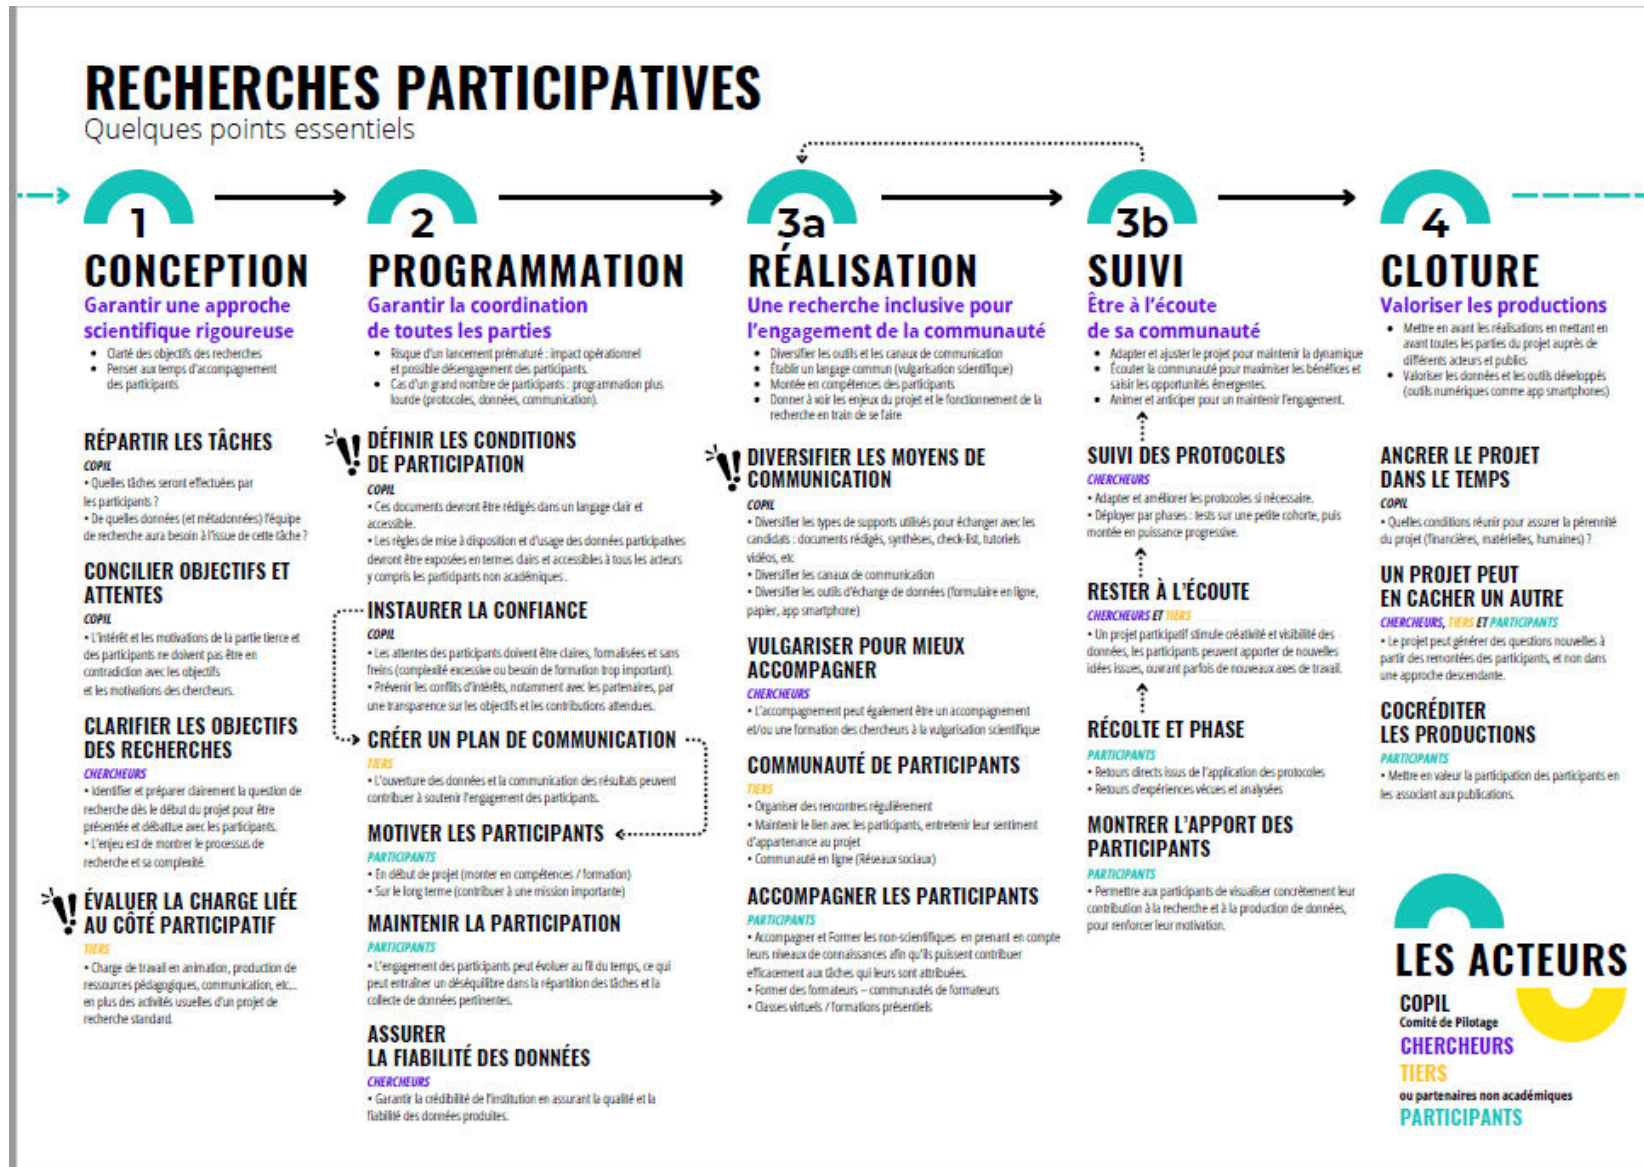 RECHERCHES PARTICIPATIVES
Quelques points essentiels
1
CONCEPTION
Garantir une approche
scientifique rigoureuse
• Clarté des objectifs des recherches
• Penser aux temps d'accompagnement
des participants
RÉPARTIR LES TÂCHES
COPIL
• Quelles tâches seront effectuées par
les participants ?
• De quelles données (et métadonnées) l'équipe
de recherche aura besoin à l'issue de cette tâche ?
CONCILIER OBJECTIFS ET
ATTENTES
COPIL
• L'intérêt et les motivations de la partie tierce et
des participants ne doivent pas être en
contradiction avec les objectifs
et les motivations des chercheurs.
CLARIFIER LES OBJECTIFS
DES RECHERCHES
CHERCHEURS
• Identifier et préparer clairement la question de
recherche dès le début du projet pour être
présentée et débattue avec les participants.
• L'enjeu est de montrer le processus de
recherche et sa complexité.
ÉVALUER LA CHARGE LIÉE
AU CÔTÉ PARTICIPATIF
TIERS
• Charge de travail en animation, production de
ressources pédagogiques, communication, etc...
en plus des activités usuelles d'un projet de
recherche standard.
2
PROGRAMMATION
Garantir la coordination
de toutes les parties
• Risque d'un lancement prématuré : impact opérationnel
et possible désengagement des participants.
• Cas d'un grand nombre de participants : programmation plus
lourde (protocoles, données, communication).
DÉFINIR LES CONDITIONS
DE PARTICIPATION
COPIL
• Ces documents devront être rédigés dans un langage clair et
accessible.
• Les règles de mise à disposition et d'usage des données participatives
devront être exposées en termes clairs et accessibles à tous les acteurs
y compris les participants non académiques .
INSTAURER LA CONFIANCE
COPIL
• Les attentes des participants doivent être claires, formalisées et sans
freins (complexité excessive ou besoin de formation trop important).
• Prévenir les conflits d'intérêts, notamment avec les partenaires, par
une transparence sur les objectifs et les contributions attendues.
CRÉER UN PLAN DE COMMUNICATION
TIERS
• L'ouverture des données et la communication des résultats peuvent
contribuer à soutenir l'engagement des participants.
MOTIVER LES PARTICIPANTS
PARTICIPANTS
• En début de projet (monter en compétences / formation)
• Sur le long terme (contribuer à une mission importante)
MAINTENIR LA PARTICIPATION
PARTICIPANTS
• L'engagement des participants peut évoluer au fil du temps, ce qui
peut entraîner un déséquilibre dans la répartition des tâches et la
collecte de données pertinentes.
ASSURER
LA FIABILITÉ DES DONNÉES
CHERCHEURS
• Garantir la crédibilité de l'institution en assurant la qualité et la
fiabilité des données produites.
3a
RÉALISATION
Une recherche inclusive pour
l'engagement de la communauté
• Diversifier les outils et les canaux de communication
• Établir un langage commun (vulgarisation scientifique)
• Montée en compétences des participants
• Donner à voir les enjeux du projet et le fonctionnement de la
recherche en train de se faire
DIVERSIFIER LES MOYENS DE
COMMUNICATION
COPIL
• Diversifier les types de supports utilisés pour échanger avec les
candidats : documents rédigés, synthèses, check-list, tutoriels
vidéos, etc
• Diversifier les canaux de communication
• Diversifier les outils d'échange de données (formulaire en ligne,
papier, app smartphone)
VULGARISER POUR MIEUX
ACCOMPAGNER
CHERCHEURS
• L'accompagnement peut également être un accompagnement
et/ou une formation des chercheurs à la vulgarisation scientifique
COMMUNAUTÉ DE PARTICIPANTS
TIERS
• Organiser des rencontres régulièrement
• Maintenir le lien avec les participants, entretenir leur sentiment
d'appartenance au projet
• Communauté en ligne (Réseaux sociaux)
ACCOMPAGNER LES PARTICIPANTS
PARTICIPANTS
• Accompagner et Former les non-scientifiques en prenant en compte
leurs niveaux de connaissances afin qu'ils puissent contribuer
efficacement aux tâches qui leurs sont attribuées.
• Former des formateurs – communautés de formateurs
• Classes virtuels / formations présentiels
3b
SUIVI
Être à l'écoute
de sa communauté
• Adapter et ajuster le projet pour maintenir la dynamique
• Écouter la communauté pour maximiser les bénéfices et
saisir les opportunités émergentes.
• Animer et anticiper pour un maintenir l'engagement.
SUIVI DES PROTOCOLES
CHERCHEURS
• Adapter et améliorer les protocoles si nécessaire.
• Déployer par phases : tests sur une petite cohorte, puis
montée en puissance progressive.
RESTER À L'ÉCOUTE
CHERCHEURS ET TIERS
• Un projet participatif stimule créativité et visibilité des
données, les participants peuvent apporter de nouvelles
idées issues, ouvrant parfois de nouveaux axes de travail.
RÉCOLTE ET PHASE
PARTICIPANTS
• Retours directs issus de l'application des protocoles
• Retours d'expériences vécues et analysées
MONTRER L'APPORT DES
PARTICIPANTS
PARTICIPANTS
• Permettre aux participants de visualiser concrètement leur
contribution à la recherche et à la production de données,
pour renforcer leur motivation.
4
CLOTURE
Valoriser les productions
• Mettre en avant les réalisations en mettant en
avant toutes les parties du projet auprès de
différents acteurs et publics
• Valoriser les données et les outils développés
(outils numériques comme app smartphones)
ANCRER LE PROJET
DANS LE TEMPS
COPIL
• Quelles conditions réunir pour assurer la pérennité
du projet (financières, matérielles, humaines) ?
UN PROJET PEUT
EN CACHER UN AUTRE
CHERCHEURS, TIERS ET PARTICIPANTS
• Le projet peut générer des questions nouvelles à
partir des remontées des participants, et non dans
une approche descendante.
COCRÉDITER
LES PRODUCTIONS
PARTICIPANTS
• Mettre en valeur la participation des participants en
les associant aux publications.
LES ACTEURS
COPIL
Comité de Pilotage
CHERCHEURS
TIERS
ou partenaires non académiques
PARTICIPANTS